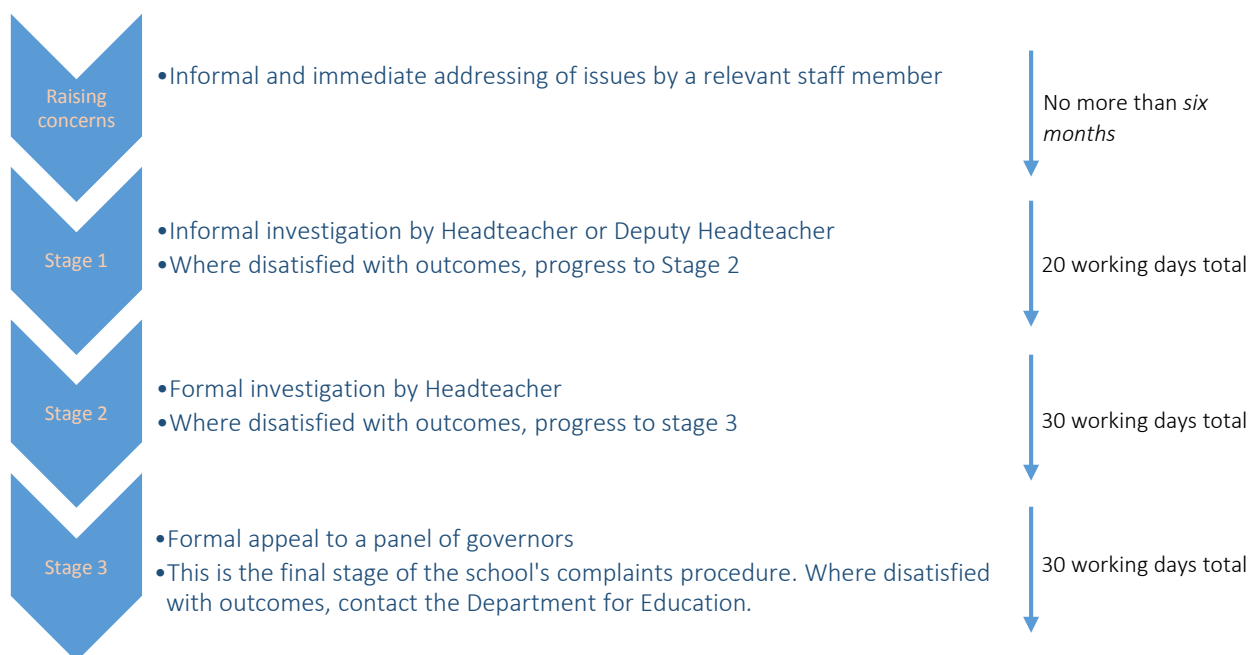 Raising
concerns
•Informal and immediate addressing of issues by a relevant staff member
No more than six
months
Stage 1
•Informal investigation by Headteacher or Deputy Headteacher
•Where disatisfied with outcomes, progress to Stage 2
20 working days total
Stage 2
•Formal investigation by Headteacher
•Where disatisfied with outcomes, progress to stage 3
30 working days total
Stage 3
•Formal appeal to a panel of governors
•This is the final stage of the school's complaints procedure. Where disatisfied
with outcomes, contact the Department for Education.
30 working days total